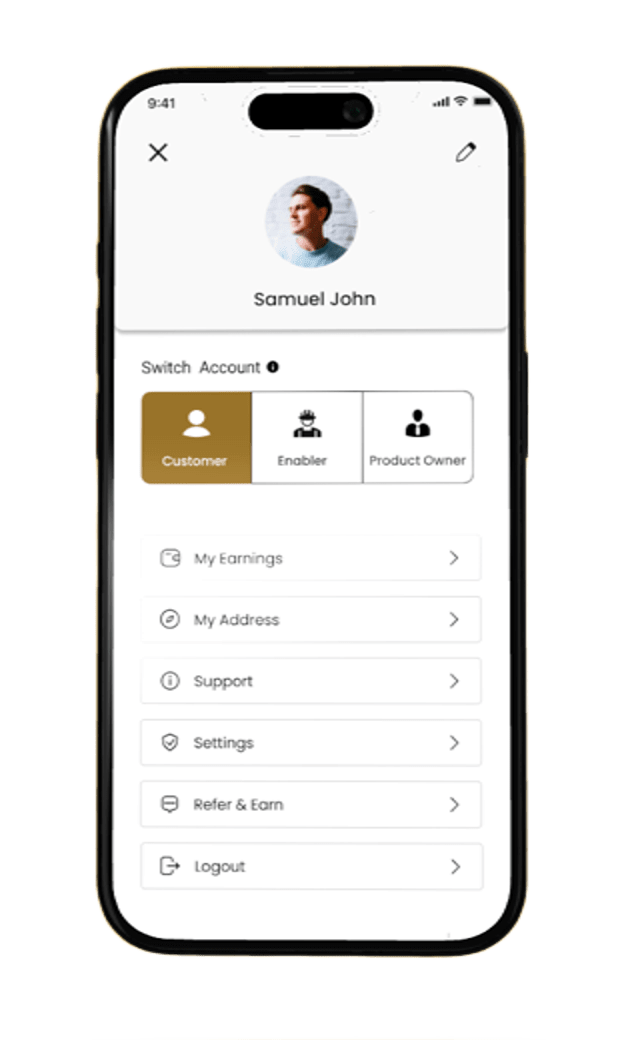 9:41
Samuel John
Switch Account
Customer
Enabler
Product Owner
My Earnings
My Address
Support
Settings
Refer & Earn
Logout